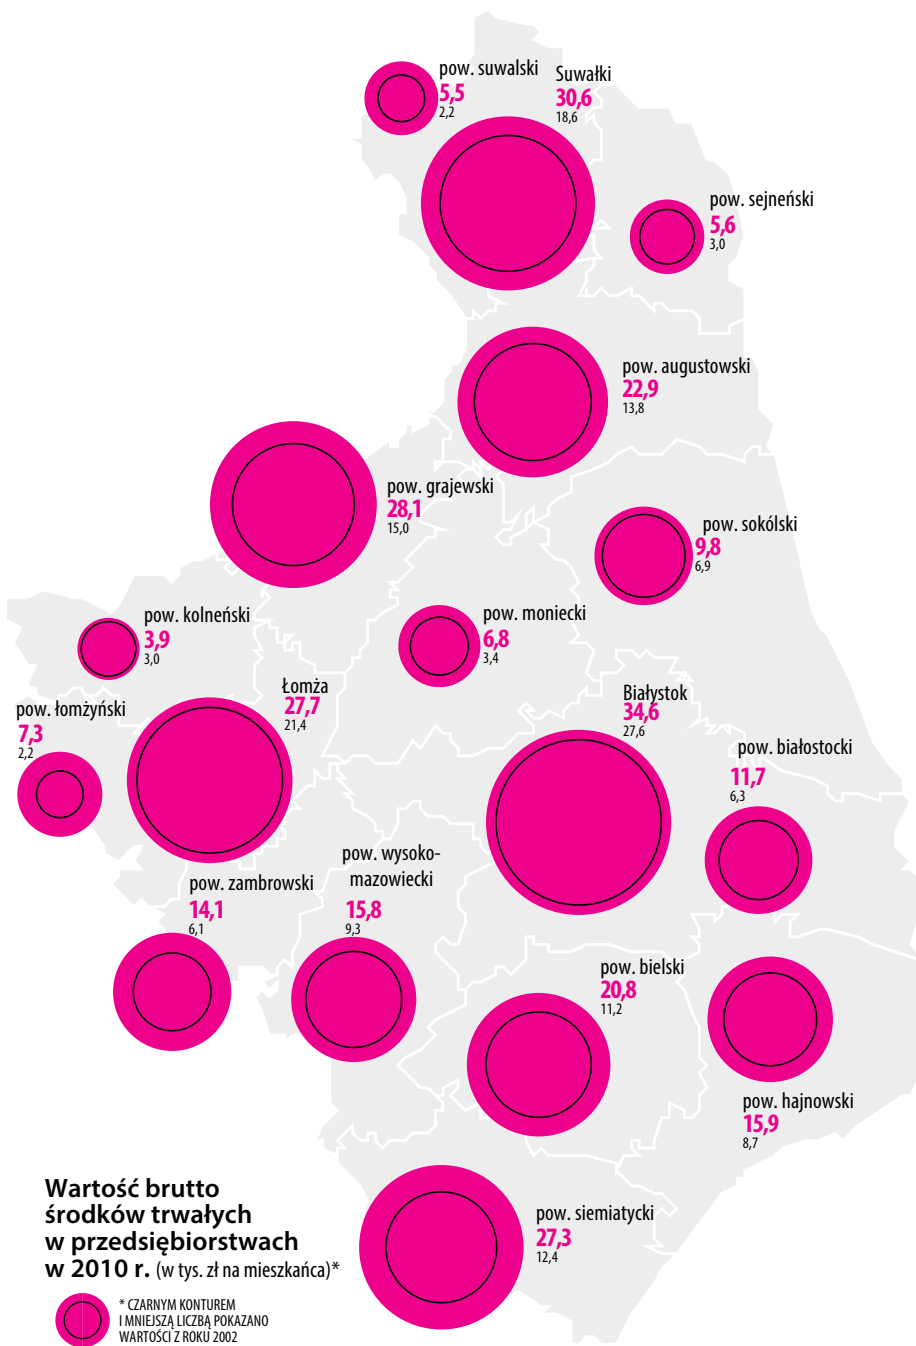 pow. suwalski
5,5
2,2
Suwałki
30,6
18,6
pow. sejneński
5,6
3,0
pow. augustowski
22,9
13,8
pow. grajewski
28,1
15,0
pow. sokólski
9,8
6,9
pow. kolneński
3,9
3,0
pow. moniecki
6,8
3,4
Łomża
27,7
21,4
pow. łomżyński
7,3
2,2
Białystok
34,6
27,6
pow. białostocki
11,7
6,3
pow. wysoko-
mazowiecki
15,8
9,3
pow. zambrowski
14,1
6,1
pow. bielski
20,8
11,2
pow. hajnowski
15,9
8,7
pow. siemiatycki
27,3
12,4
Wartość brutto
środków trwałych
w przedsiębiorstwach
w 2010 r. (w tys. zł na mieszkańca)*
* CZARNYM KONTUREM
I MNIEJSZĄ LICZBĄ POKAZANO
WARTOŚCI Z ROKU 2002